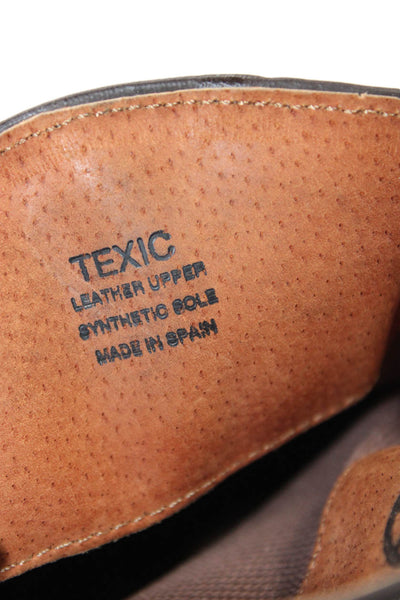 TEXIC
LEATHER UPPER
SYNTHETIC SOLE
MADE IN SPAIN